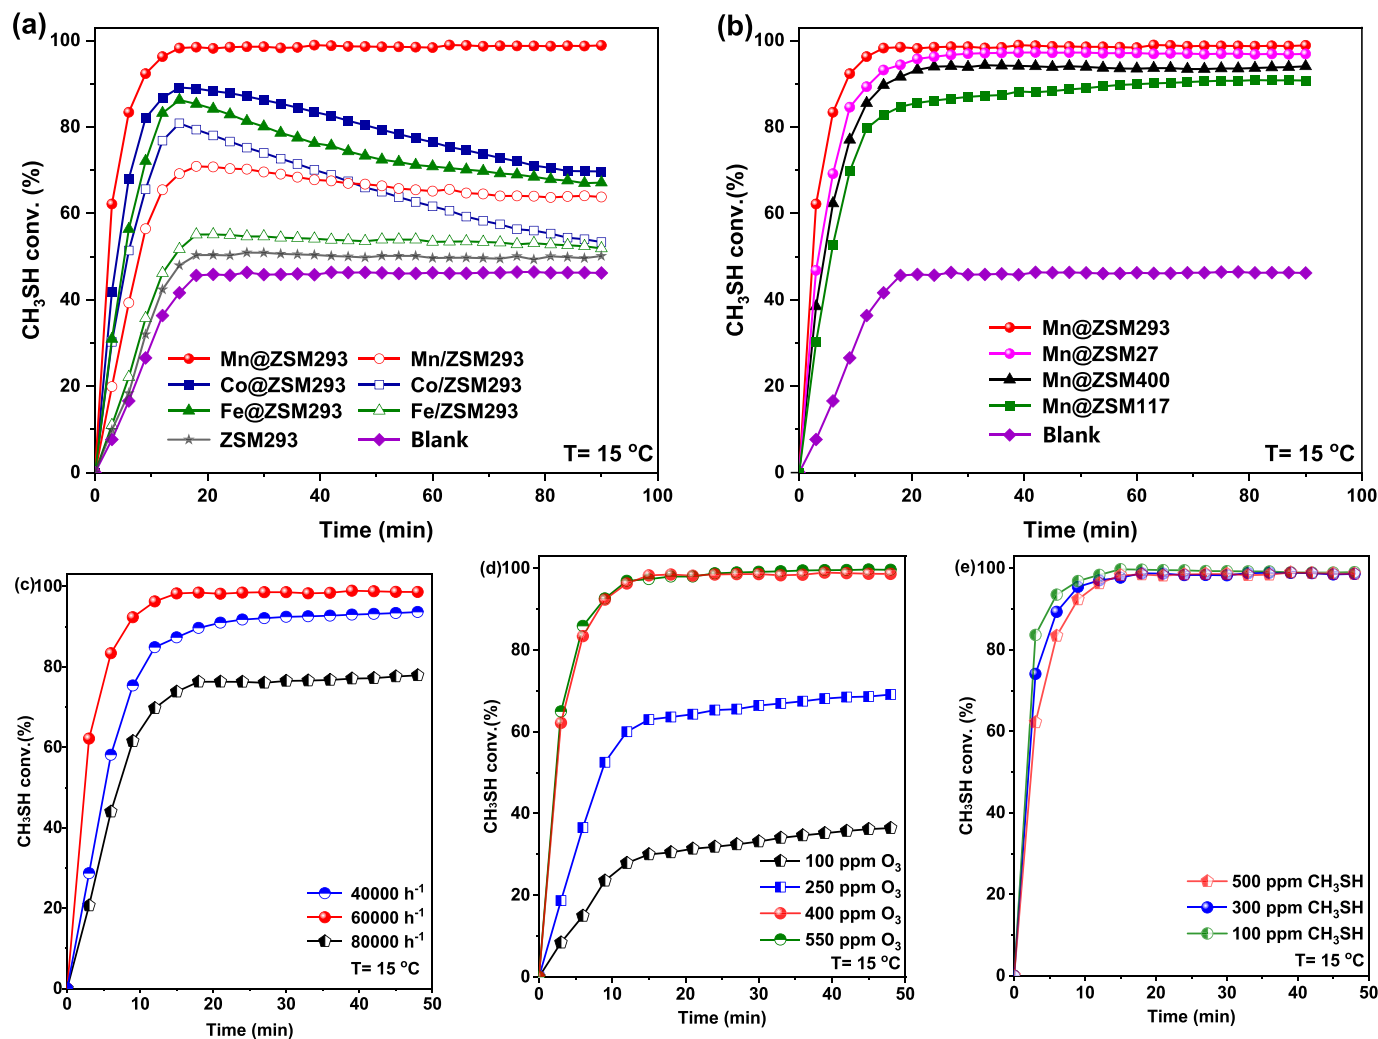 (a)
100
80
60
40
20
0
CH₃SH conv.(%)
Mn@ZSM293
Mn/ZSM293
Co@ZSM293
Co/ZSM293
Fe@ZSM293
Fe/ZSM293
ZSM293
Blank
T= 15 °C
0 20 40 60 80 100
Time (min)
(b)
100
80
60
40
20
0
CH₃SH conv.(%)
Mn@ZSM293
Mn@ZSM27
Mn@ZSM400
Mn@ZSM117
Blank
T= 15 °C
0 20 40 60 80 100
Time (min)
(c)
100
80
60
40
20
0
CH₃SH conv.(%)
40000 h⁻¹
60000 h⁻¹
80000 h⁻¹
T= 15 °C
0 10 20 30 40 50
Time (min)
(d)
100
80
60
40
20
0
CH₃SH conv.(%)
100 ppm O₃
250 ppm O₃
400 ppm O₃
550 ppm O₃
T= 15 °C
0 10 20 30 40 50
Time (min)
(e)
100
80
60
40
20
0
CH₃SH conv. (%)
500 ppm CH₃SH
300 ppm CH₃SH
100 ppm CH₃SH
T= 15 °C
0 10 20 30 40 50
Time (min)